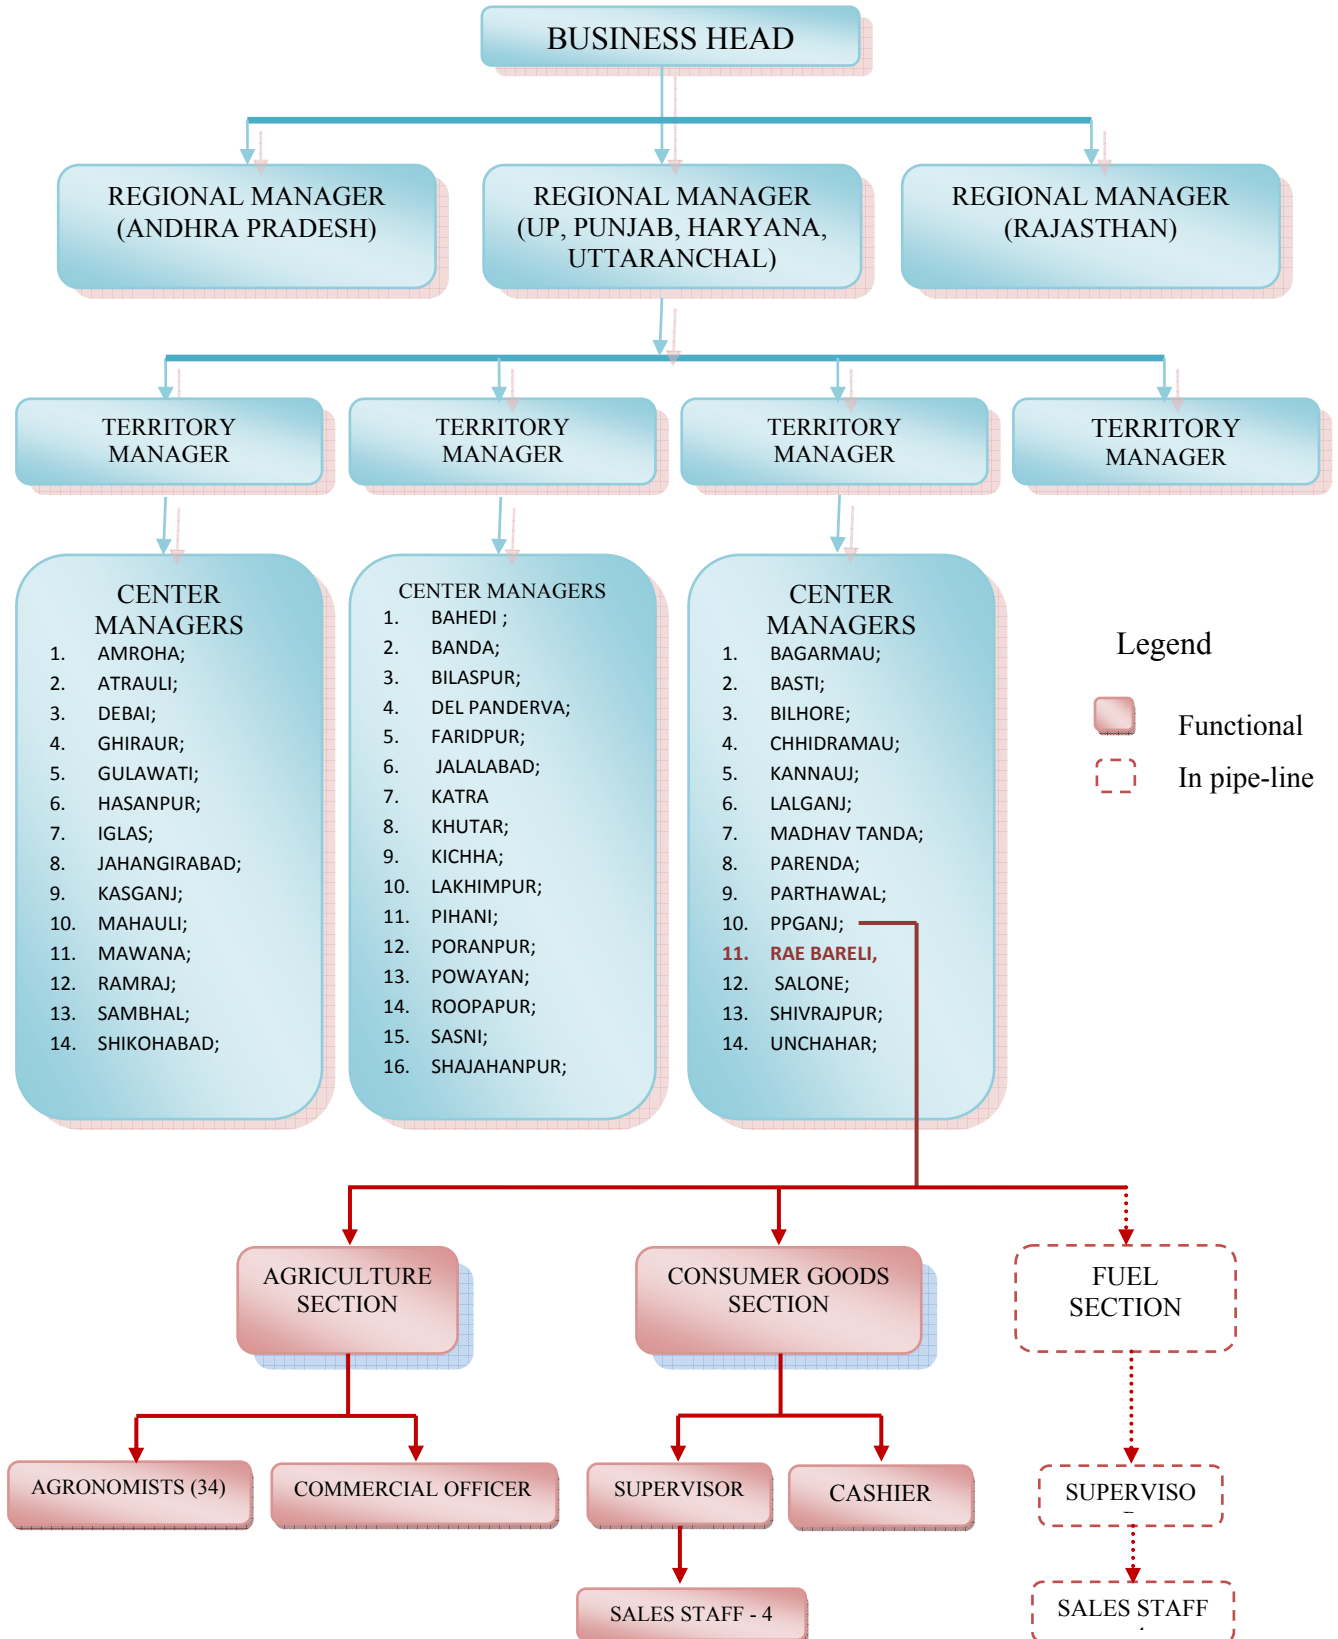 BUSINESS HEAD
REGIONAL MANAGER
(ANDHRA PRADESH)
REGIONAL MANAGER
(UP, PUNJAB, HARYANA,
UTTARANCHAL)
REGIONAL MANAGER
(RAJASTHAN)
TERRITORY
MANAGER
TERRITORY
MANAGER
TERRITORY
MANAGER
TERRITORY
MANAGER
CENTER
MANAGERS
1. AMROHA;
2. ATRAULI;
3. DEBAI;
4. GHIRAUR;
5. GULAWATI;
6. HASANPUR;
7. IGLAS;
8. JAHANGIRABAD;
9. KASGANJ;
10. MAHAULI;
11. MAWANA;
12. RAMRAJ;
13. SAMBHAL;
14. SHIKOHABAD;
CENTER MANAGERS
1. BAHEDI ;
2. BANDA;
3. BILASPUR;
4. DEL PANDERVA;
5. FARIDPUR;
6. JALALABAD;
7. KATRA
8. KHUTAR;
9. KICHHA;
10. LAKHIMPUR;
11. PIHANI;
12. PORANPUR;
13. POWAYAN;
14. ROOPAPUR;
15. SASNI;
16. SHAJAHANPUR;
CENTER
MANAGERS
1. BAGARMAU;
2. BASTI;
3. BILHORE;
4. CHHIDRAMAU;
5. KANNAUJ;
6. LALGANJ;
7. MADHAV TANDA;
8. PARENDA;
9. PARTHAWAL;
10. PPGANJ;
11. RAE BARELI,
12. SALONE;
13. SHIVRAJPUR;
14. UNCHAHAR;
Legend
Functional
In pipe-line
AGRICULTURE
SECTION
CONSUMER GOODS
SECTION
FUEL
SECTION
AGRONOMISTS (34)
COMMERCIAL OFFICER
SUPERVISOR
CASHIER
SUPERVISO
SALES STAFF - 4
SALES STAFF